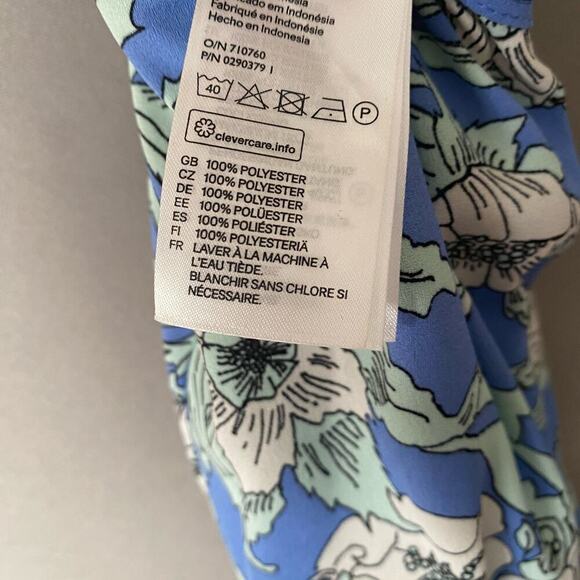 Fabriqué en Indonésie
Hecho en Indonesia
O/N 710760
P/N 0290379
40
P
clevercare.info
GB 100% POLYESTER
CZ 100% POLYESTER
DE 100% POLYESTER
EE 100% POLÜESTER
ES 100% POLIÉSTER
FI 100% POLYESTERIÄ
FR LAVER À LA MACHINE À
L'EAU TIÈDE.
BLANCHIR SANS CHLORE SI
NÉCESSAIRE.